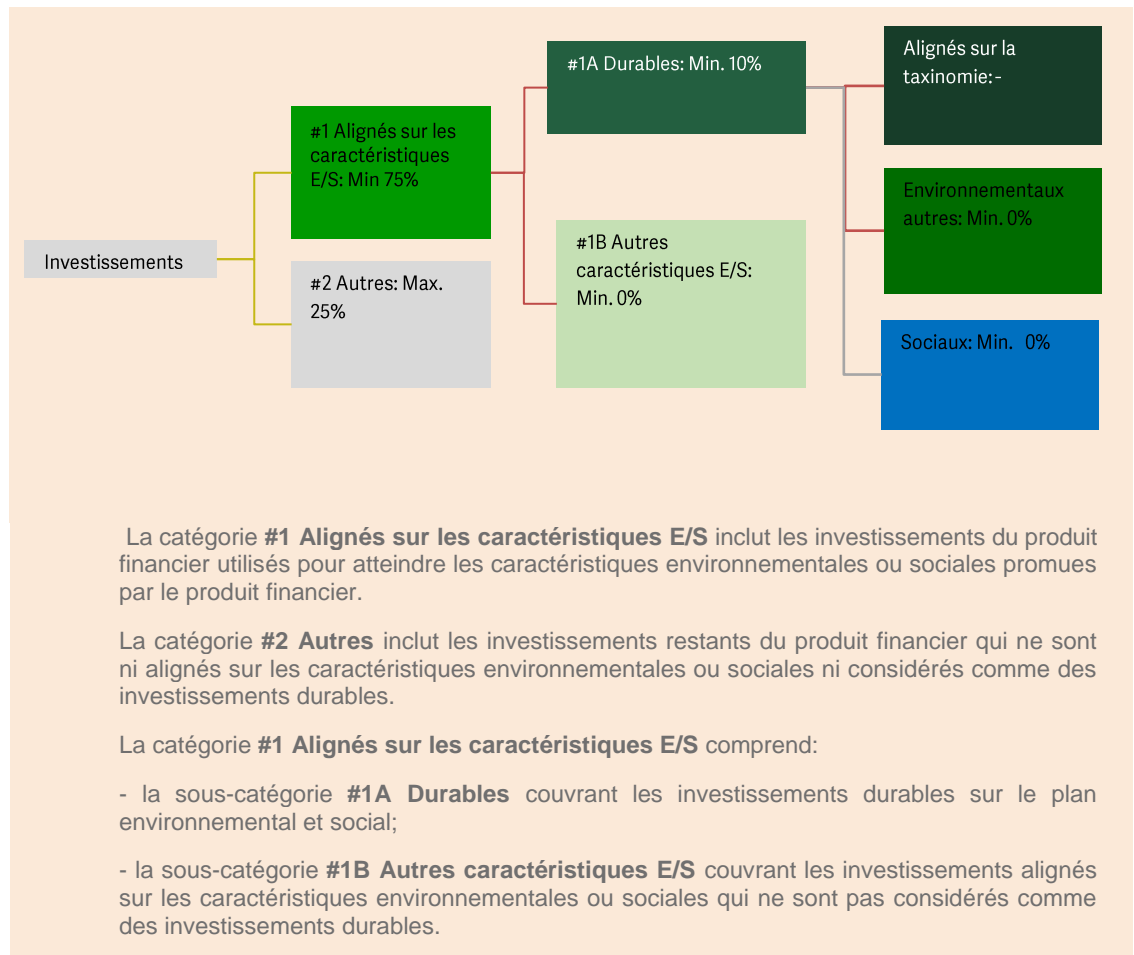 Investissements
#1 Alignés sur les
caractéristiques
E/S: Min 75%
#2 Autres: Max.
25%
#1A Durables: Min. 10%
#1B Autres
caractéristiques E/S:
Min. 0%
Alignés sur la
taxinomie:-
Environnementaux
autres: Min. 0%
Sociaux: Min. 0%
La catégorie #1 Alignés sur les caractéristiques E/S inclut les investissements du produit
financier utilisés pour atteindre les caractéristiques environnementales ou sociales promues
par le produit financier.
La catégorie #2 Autres inclut les investissements restants du produit financier qui ne sont
ni alignés sur les caractéristiques environnementales ou sociales ni considérés comme des
investissements durables.
La catégorie #1 Alignés sur les caractéristiques E/S comprend:
- la sous-catégorie #1A Durables couvrant les investissements durables sur le plan
environnemental et social;
- la sous-catégorie #1B Autres caractéristiques E/S couvrant les investissements alignés
sur les caractéristiques environnementales ou sociales qui ne sont pas considérés comme
des investissements durables.